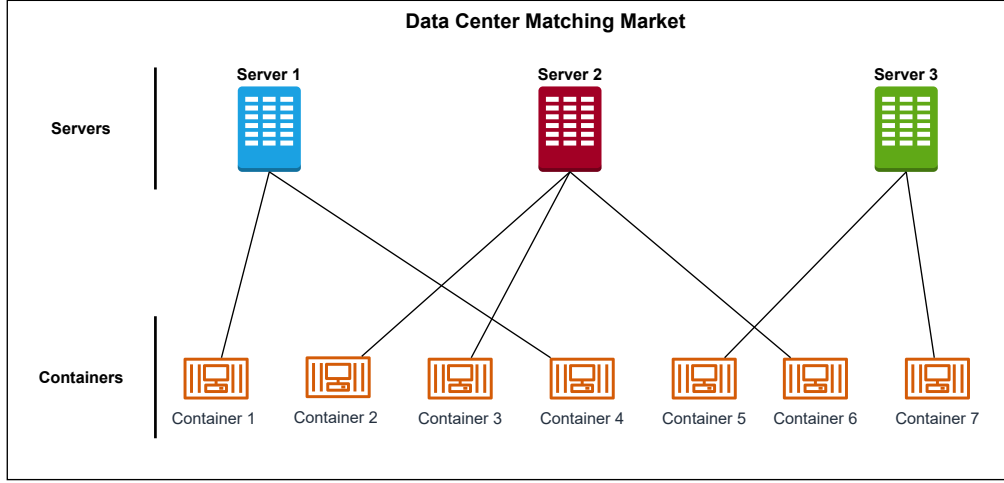 Data Center Matching Market
Server 1
Server 2
Server 3
Servers
Containers
Container 1
Container 2
Container 3
Container 4
Container 5
Container 6
Container 7